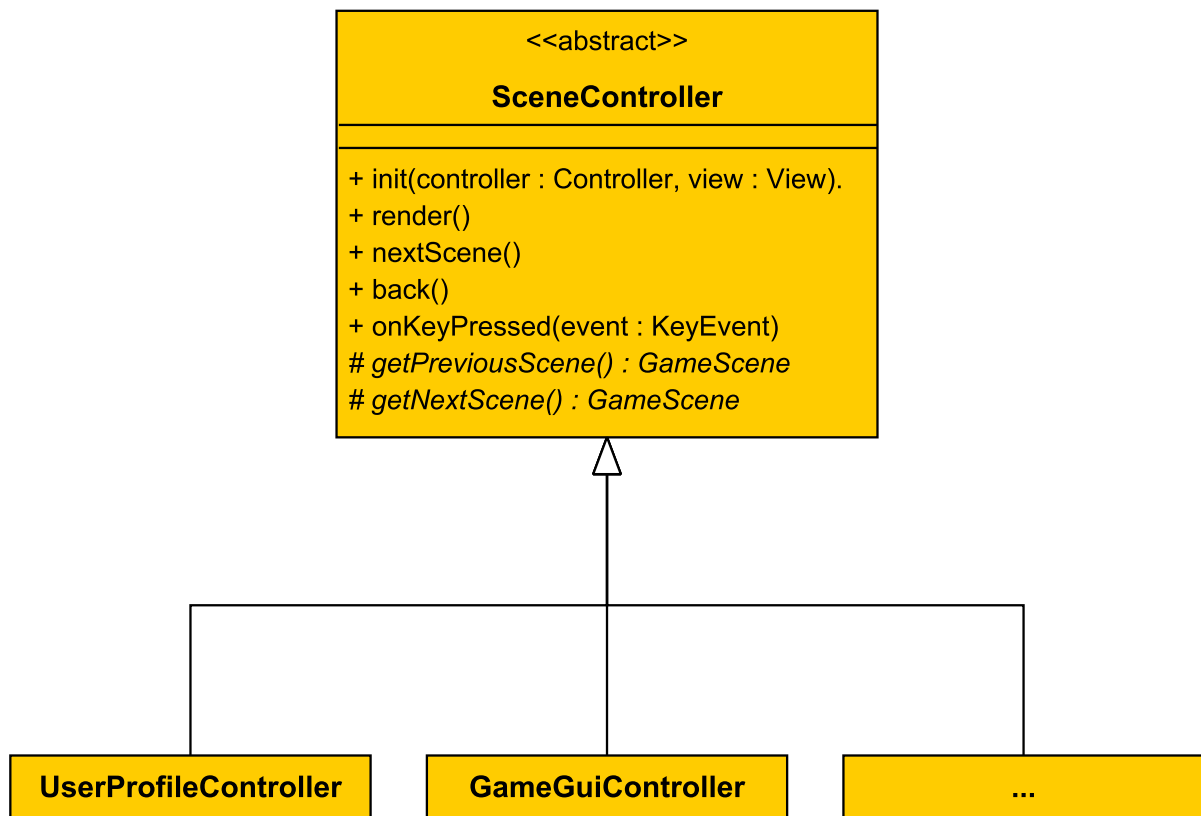 <<abstract>>
SceneController
+ init(controller : Controller, view : View).
+ render()
+ nextScene()
+ back()
+ onKeyPressed(event : KeyEvent)
# getPreviousScene() : GameScene
# getNextScene() : GameScene
UserProfileController
GameGuiController
...